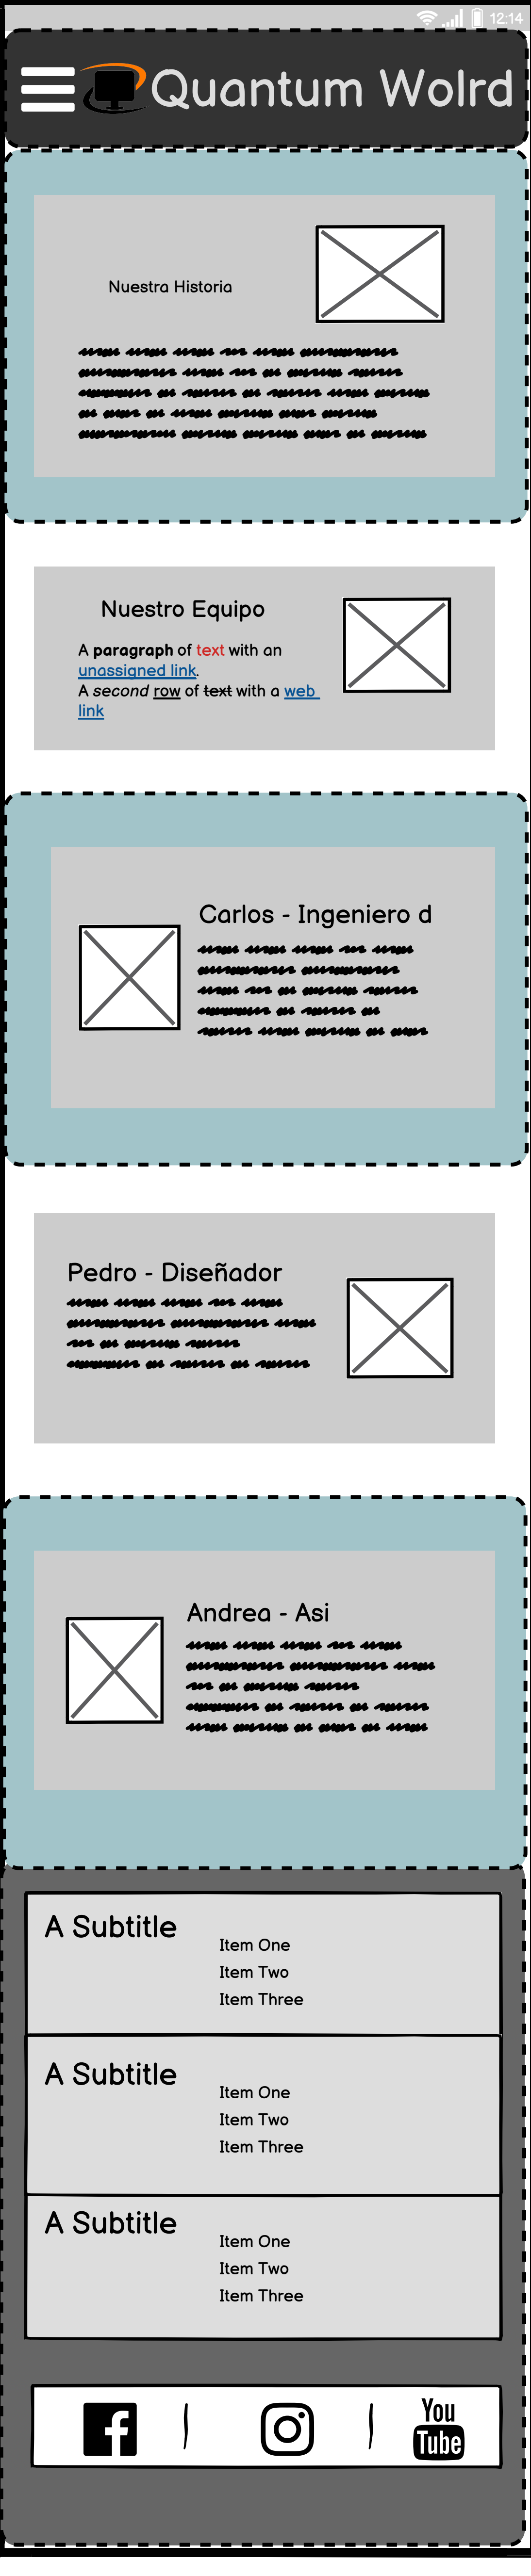 12:14
Quantum Wolrd
Nuestra Historia
Nuestro Equipo
A paragraph of text with an
unassigned link.
A second row of text with a web
link
Carlos - Ingeniero d
Pedro - Diseñador
Andrea - Asi
A Subtitle
Item One
Item Two
Item Three
A Subtitle
Item One
Item Two
Item Three
A Subtitle
Item One
Item Two
Item Three
You
Tube